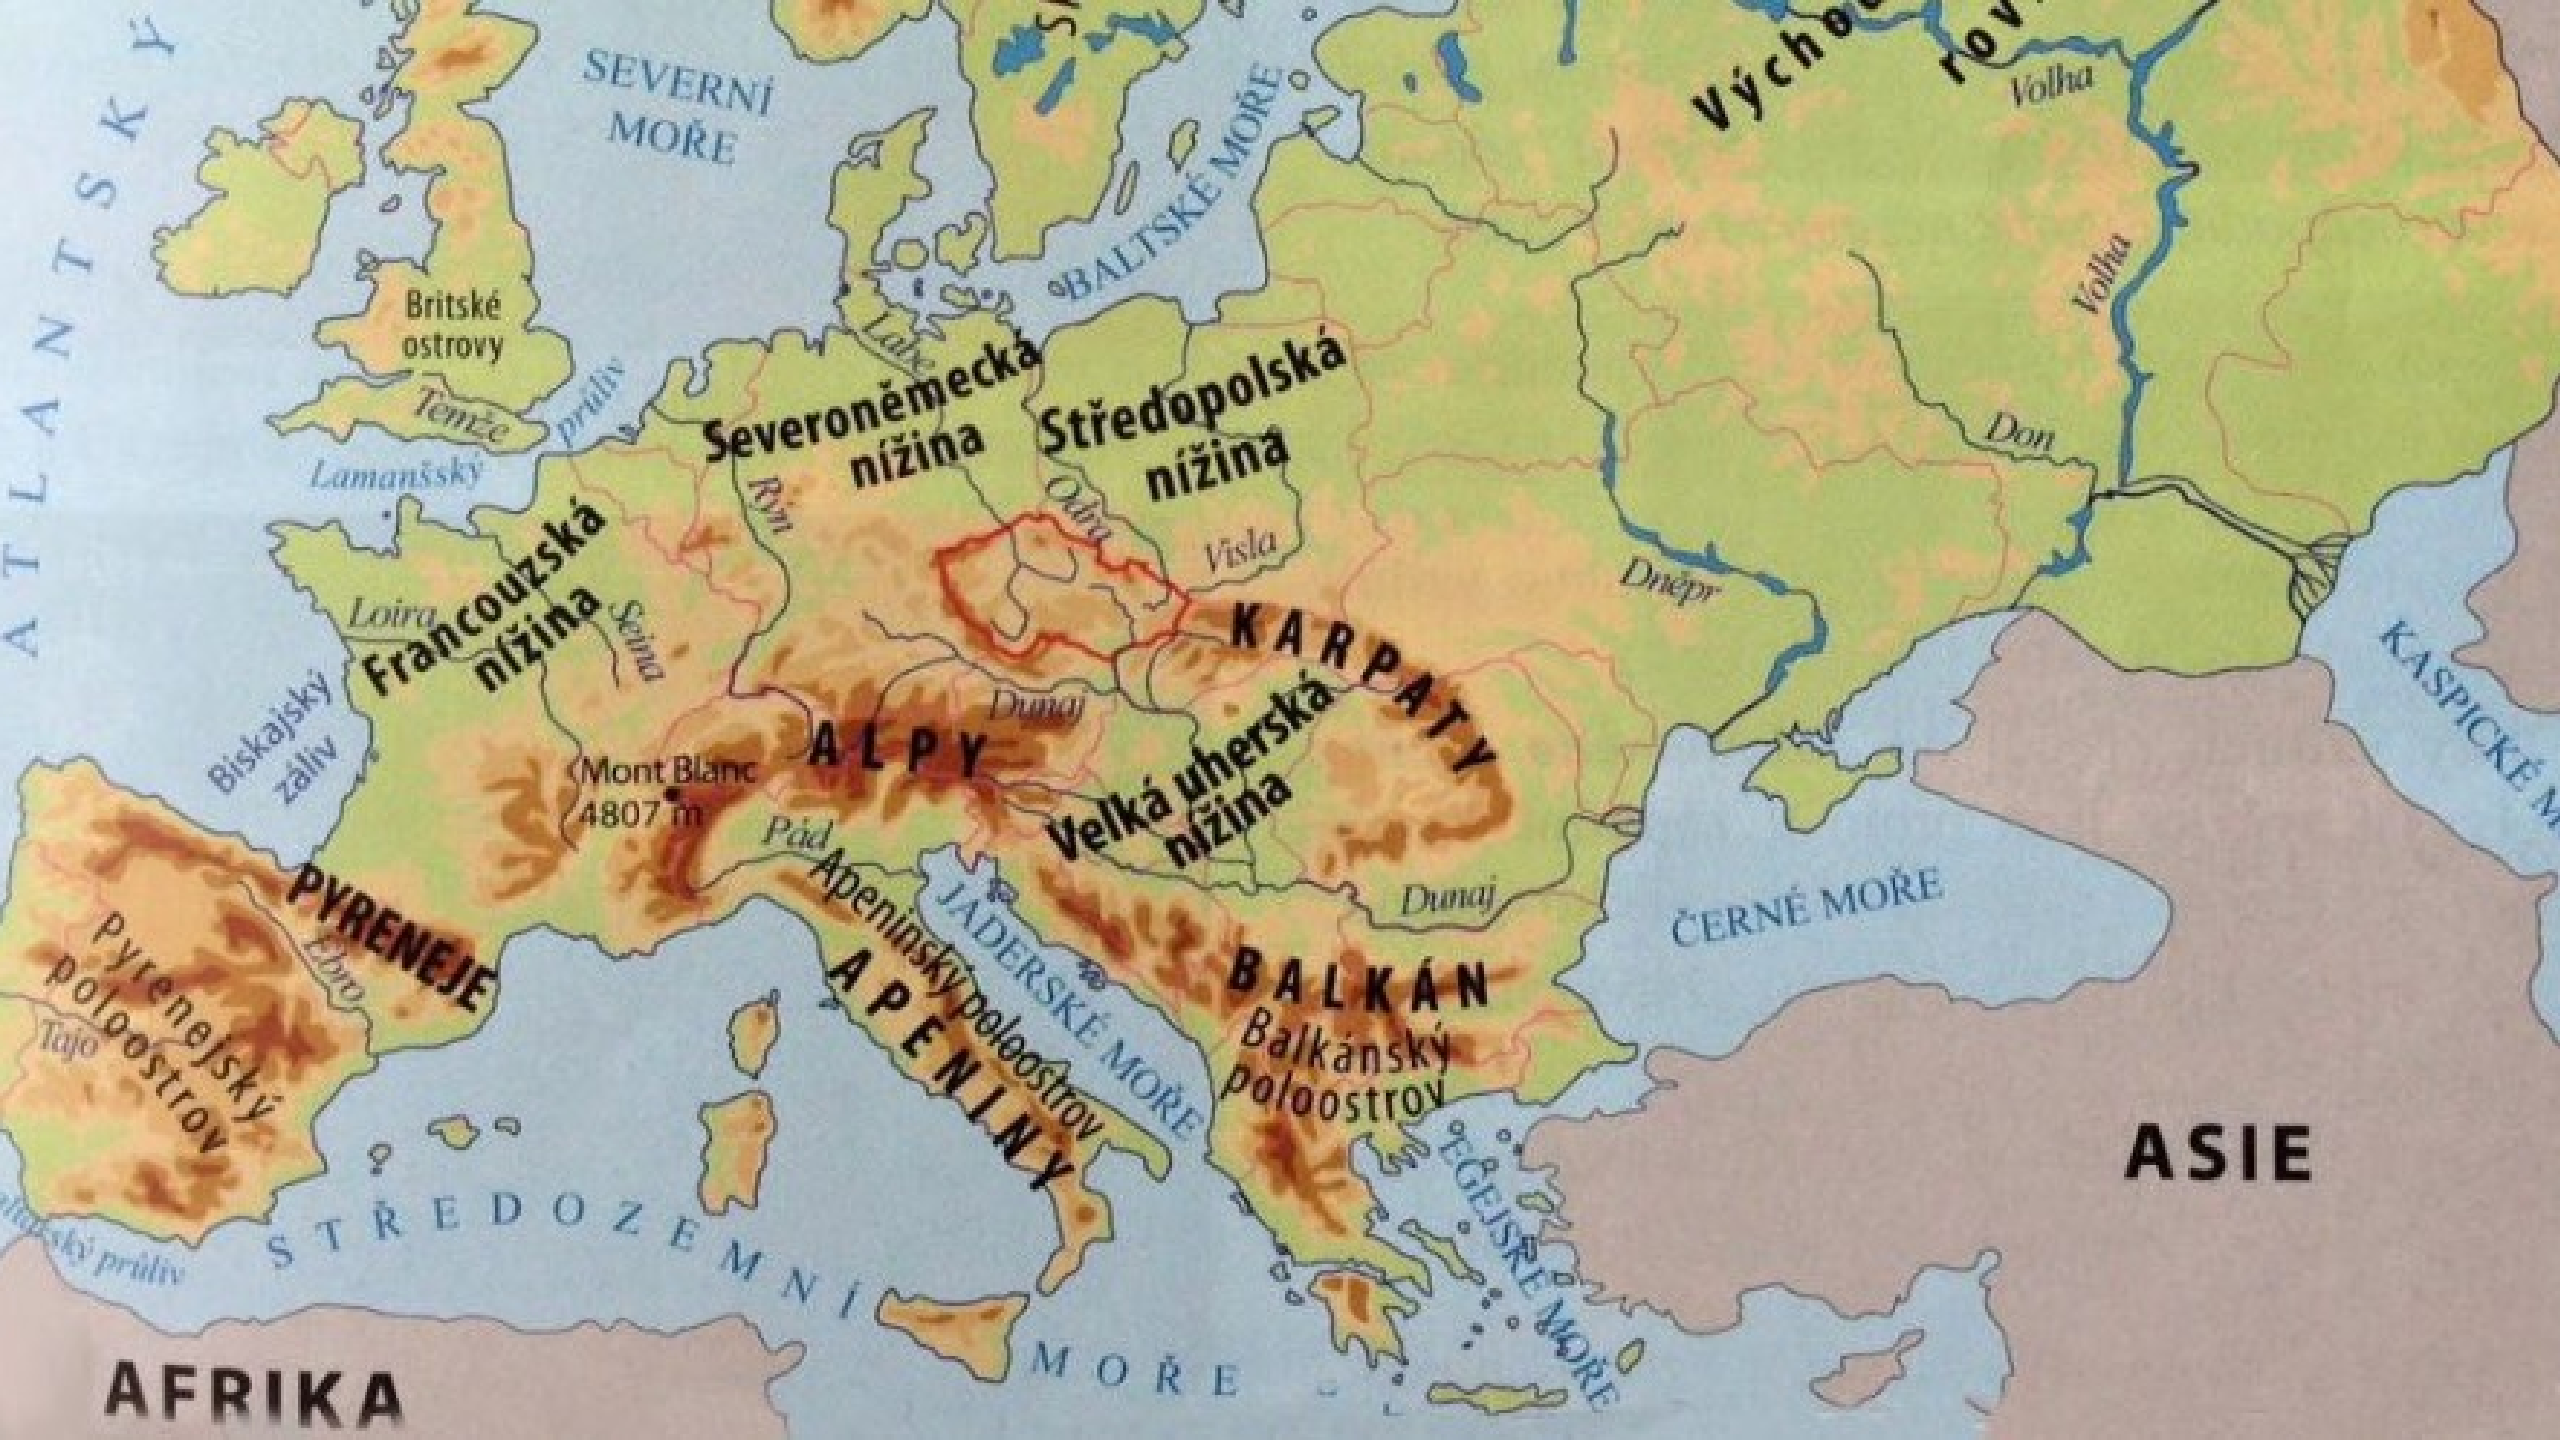 ATLANTSKÝ
SEVERNÍ
MOŘE
BALTSKÉ MOŘE
Volha
Volha
Britské
ostrovy
Temže
průliv
Lamanšský
Labe
Severoněmecká
nížina
Středopolská
nížina
Rýn
Odra
Visla
Don
Dněpr
Francouzská
nížina
Loira
Seina
KARPATY
Dunaj
ALPY
Velká uherská
nížina
Mont Blanc
4807 m
Biskajský
záliv
KASPICKÉ
Pád
PYRENEJE
Ebro
Pyrenejský
poloostrov
Tajo
Apeninský poloostrov
APENINY
JADERSKÉ MOŘE
Dunaj
BALKÁN
Balkánský
poloostrov
ČERNÉ MOŘE
EGEJSKÉ MOŘE
ASIE
průliv
STŘEDOZEMNÍ
MOŘE
AFRIKA